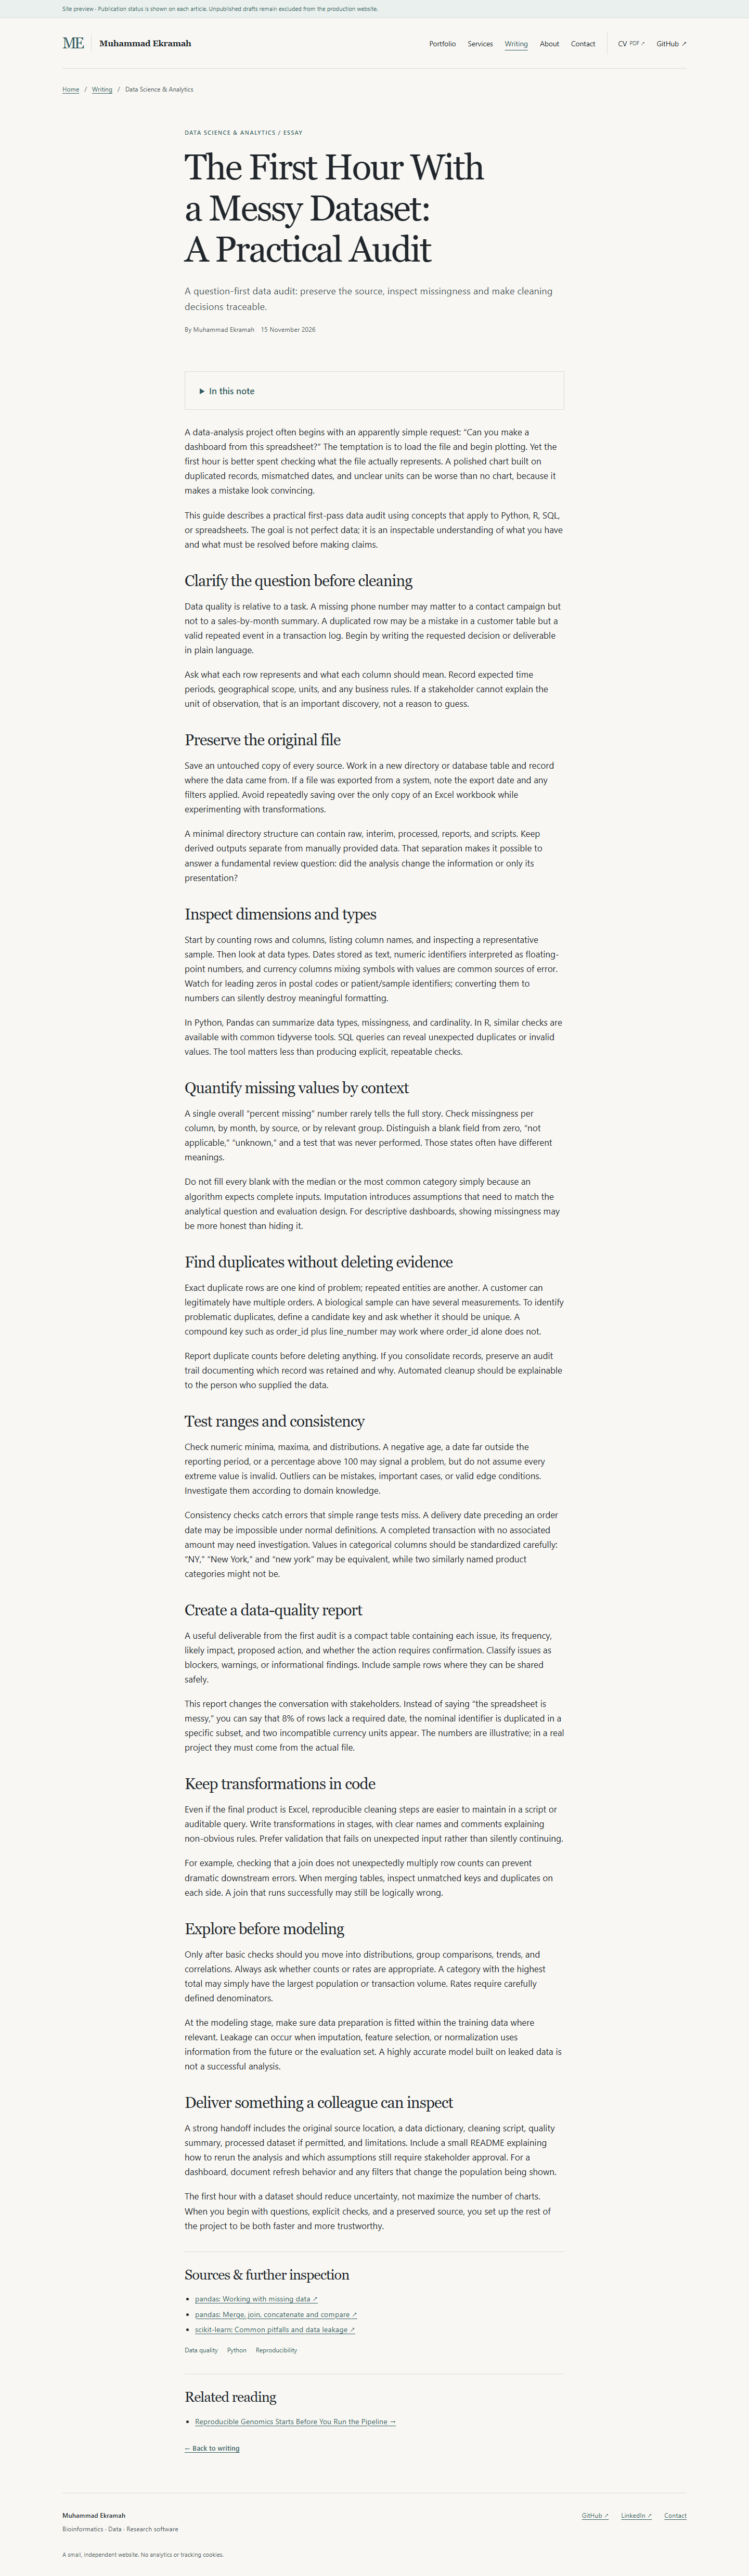 Site preview · Publication status is shown on each article. Unpublished drafts remain excluded from the production website.
ME
Muhammad Ekramah
Portfolio Services Writing About Contact CV PDF ↗ GitHub ↗
Home / Writing / Data Science & Analytics
DATA SCIENCE & ANALYTICS / ESSAY
The First Hour With
a Messy Dataset:
A Practical Audit
A question-first data audit: preserve the source, inspect missingness and make cleaning
decisions traceable.
By Muhammad Ekramah 15 November 2026
▶ In this note
A data-analysis project often begins with an apparently simple request: “Can you make a
dashboard from this spreadsheet?” The temptation is to load the file and begin plotting. Yet the
first hour is better spent checking what the file actually represents. A polished chart built on
duplicated records, mismatched dates, and unclear units can be worse than no chart, because it
makes a mistake look convincing.
This guide describes a practical first-pass data audit using concepts that apply to Python, R, SQL,
or spreadsheets. The goal is not perfect data; it is an inspectable understanding of what you have
and what must be resolved before making claims.
Clarify the question before cleaning
Data quality is relative to a task. A missing phone number may matter to a contact campaign but
not to a sales-by-month summary. A duplicated row may be a mistake in a customer table but a
valid repeated event in a transaction log. Begin by writing the requested decision or deliverable
in plain language.
Ask what each row represents and what each column should mean. Record expected time
periods, geographical scope, units, and any business rules. If a stakeholder cannot explain the
unit of observation, that is an important discovery, not a reason to guess.
Preserve the original file
Save an untouched copy of every source. Work in a new directory or database table and record
where the data came from. If a file was exported from a system, note the export date and any
filters applied. Avoid repeatedly saving over the only copy of an Excel workbook while
experimenting with transformations.
A minimal directory structure can contain raw, interim, processed, reports, and scripts. Keep
derived outputs separate from manually provided data. That separation makes it possible to
answer a fundamental review question: did the analysis change the information or only its
presentation?
Inspect dimensions and types
Start by counting rows and columns, listing column names, and inspecting a representative
sample. Then look at data types. Dates stored as text, numeric identifiers interpreted as floating-
point numbers, and currency columns mixing symbols with values are common sources of error.
Watch for leading zeros in postal codes or patient/sample identifiers; converting them to
numbers can silently destroy meaningful formatting.
In Python, Pandas can summarize data types, missingness, and cardinality. In R, similar checks are
available with common tidyverse tools. SQL queries can reveal unexpected duplicates or invalid
values. The tool matters less than producing explicit, repeatable checks.
Quantify missing values by context
A single overall “percent missing” number rarely tells the full story. Check missingness per
column, by month, by source, or by relevant group. Distinguish a blank field from zero, “not
applicable,” “unknown,” and a test that was never performed. Those states often have different
meanings.
Do not fill every blank with the median or the most common category simply because an
algorithm expects complete inputs. Imputation introduces assumptions that need to match the
analytical question and evaluation design. For descriptive dashboards, showing missingness may
be more honest than hiding it.
Find duplicates without deleting evidence
Exact duplicate rows are one kind of problem; repeated entities are another. A customer can
legitimately have multiple orders. A biological sample can have several measurements. To identify
problematic duplicates, define a candidate key and ask whether it should be unique. A
compound key such as order_id plus line_number may work where order_id alone does not.
Report duplicate counts before deleting anything. If you consolidate records, preserve an audit
trail documenting which record was retained and why. Automated cleanup should be explainable
to the person who supplied the data.
Test ranges and consistency
Check numeric minima, maxima, and distributions. A negative age, a date far outside the
reporting period, or a percentage above 100 may signal a problem, but do not assume every
extreme value is invalid. Outliers can be mistakes, important cases, or valid edge conditions.
Investigate them according to domain knowledge.
Consistency checks catch errors that simple range tests miss. A delivery date preceding an order
date may be impossible under normal definitions. A completed transaction with no associated
amount may need investigation. Values in categorical columns should be standardized carefully:
“NY,” “New York,” and “new york” may be equivalent, while two similarly named product
categories might not be.
Create a data-quality report
A useful deliverable from the first audit is a compact table containing each issue, its frequency,
likely impact, proposed action, and whether the action requires confirmation. Classify issues as
blockers, warnings, or informational findings. Include sample rows where they can be shared
safely.
This report changes the conversation with stakeholders. Instead of saying “the spreadsheet is
messy,” you can say that 8% of rows lack a required date, the nominal identifier is duplicated in a
specific subset, and two incompatible currency units appear. The numbers are illustrative; in a real
project they must come from the actual file.
Keep transformations in code
Even if the final product is Excel, reproducible cleaning steps are easier to maintain in a script or
auditable query. Write transformations in stages, with clear names and comments explaining
non-obvious rules. Prefer validation that fails on unexpected input rather than silently continuing.
For example, checking that a join does not unexpectedly multiply row counts can prevent
dramatic downstream errors. When merging tables, inspect unmatched keys and duplicates on
each side. A join that runs successfully may still be logically wrong.
Explore before modeling
Only after basic checks should you move into distributions, group comparisons, trends, and
correlations. Always ask whether counts or rates are appropriate. A category with the highest
total may simply have the largest population or transaction volume. Rates require carefully
defined denominators.
At the modeling stage, make sure data preparation is fitted within the training data where
relevant. Leakage can occur when imputation, feature selection, or normalization uses
information from the future or the evaluation set. A highly accurate model built on leaked data is
not a successful analysis.
Deliver something a colleague can inspect
A strong handoff includes the original source location, a data dictionary, cleaning script, quality
summary, processed dataset if permitted, and limitations. Include a small README explaining
how to rerun the analysis and which assumptions still require stakeholder approval. For a
dashboard, document refresh behavior and any filters that change the population being shown.
The first hour with a dataset should reduce uncertainty, not maximize the number of charts.
When you begin with questions, explicit checks, and a preserved source, you set up the rest of
the project to be both faster and more trustworthy.
Sources & further inspection
• pandas: Working with missing data ↗
• pandas: Merge, join, concatenate and compare ↗
• scikit-learn: Common pitfalls and data leakage ↗
Data quality Python Reproducibility
Related reading
• Reproducible Genomics Starts Before You Run the Pipeline →
← Back to writing
Muhammad Ekramah
GitHub ↗ LinkedIn ↗ Contact
Bioinformatics · Data · Research software
A small, independent website. No analytics or tracking cookies.